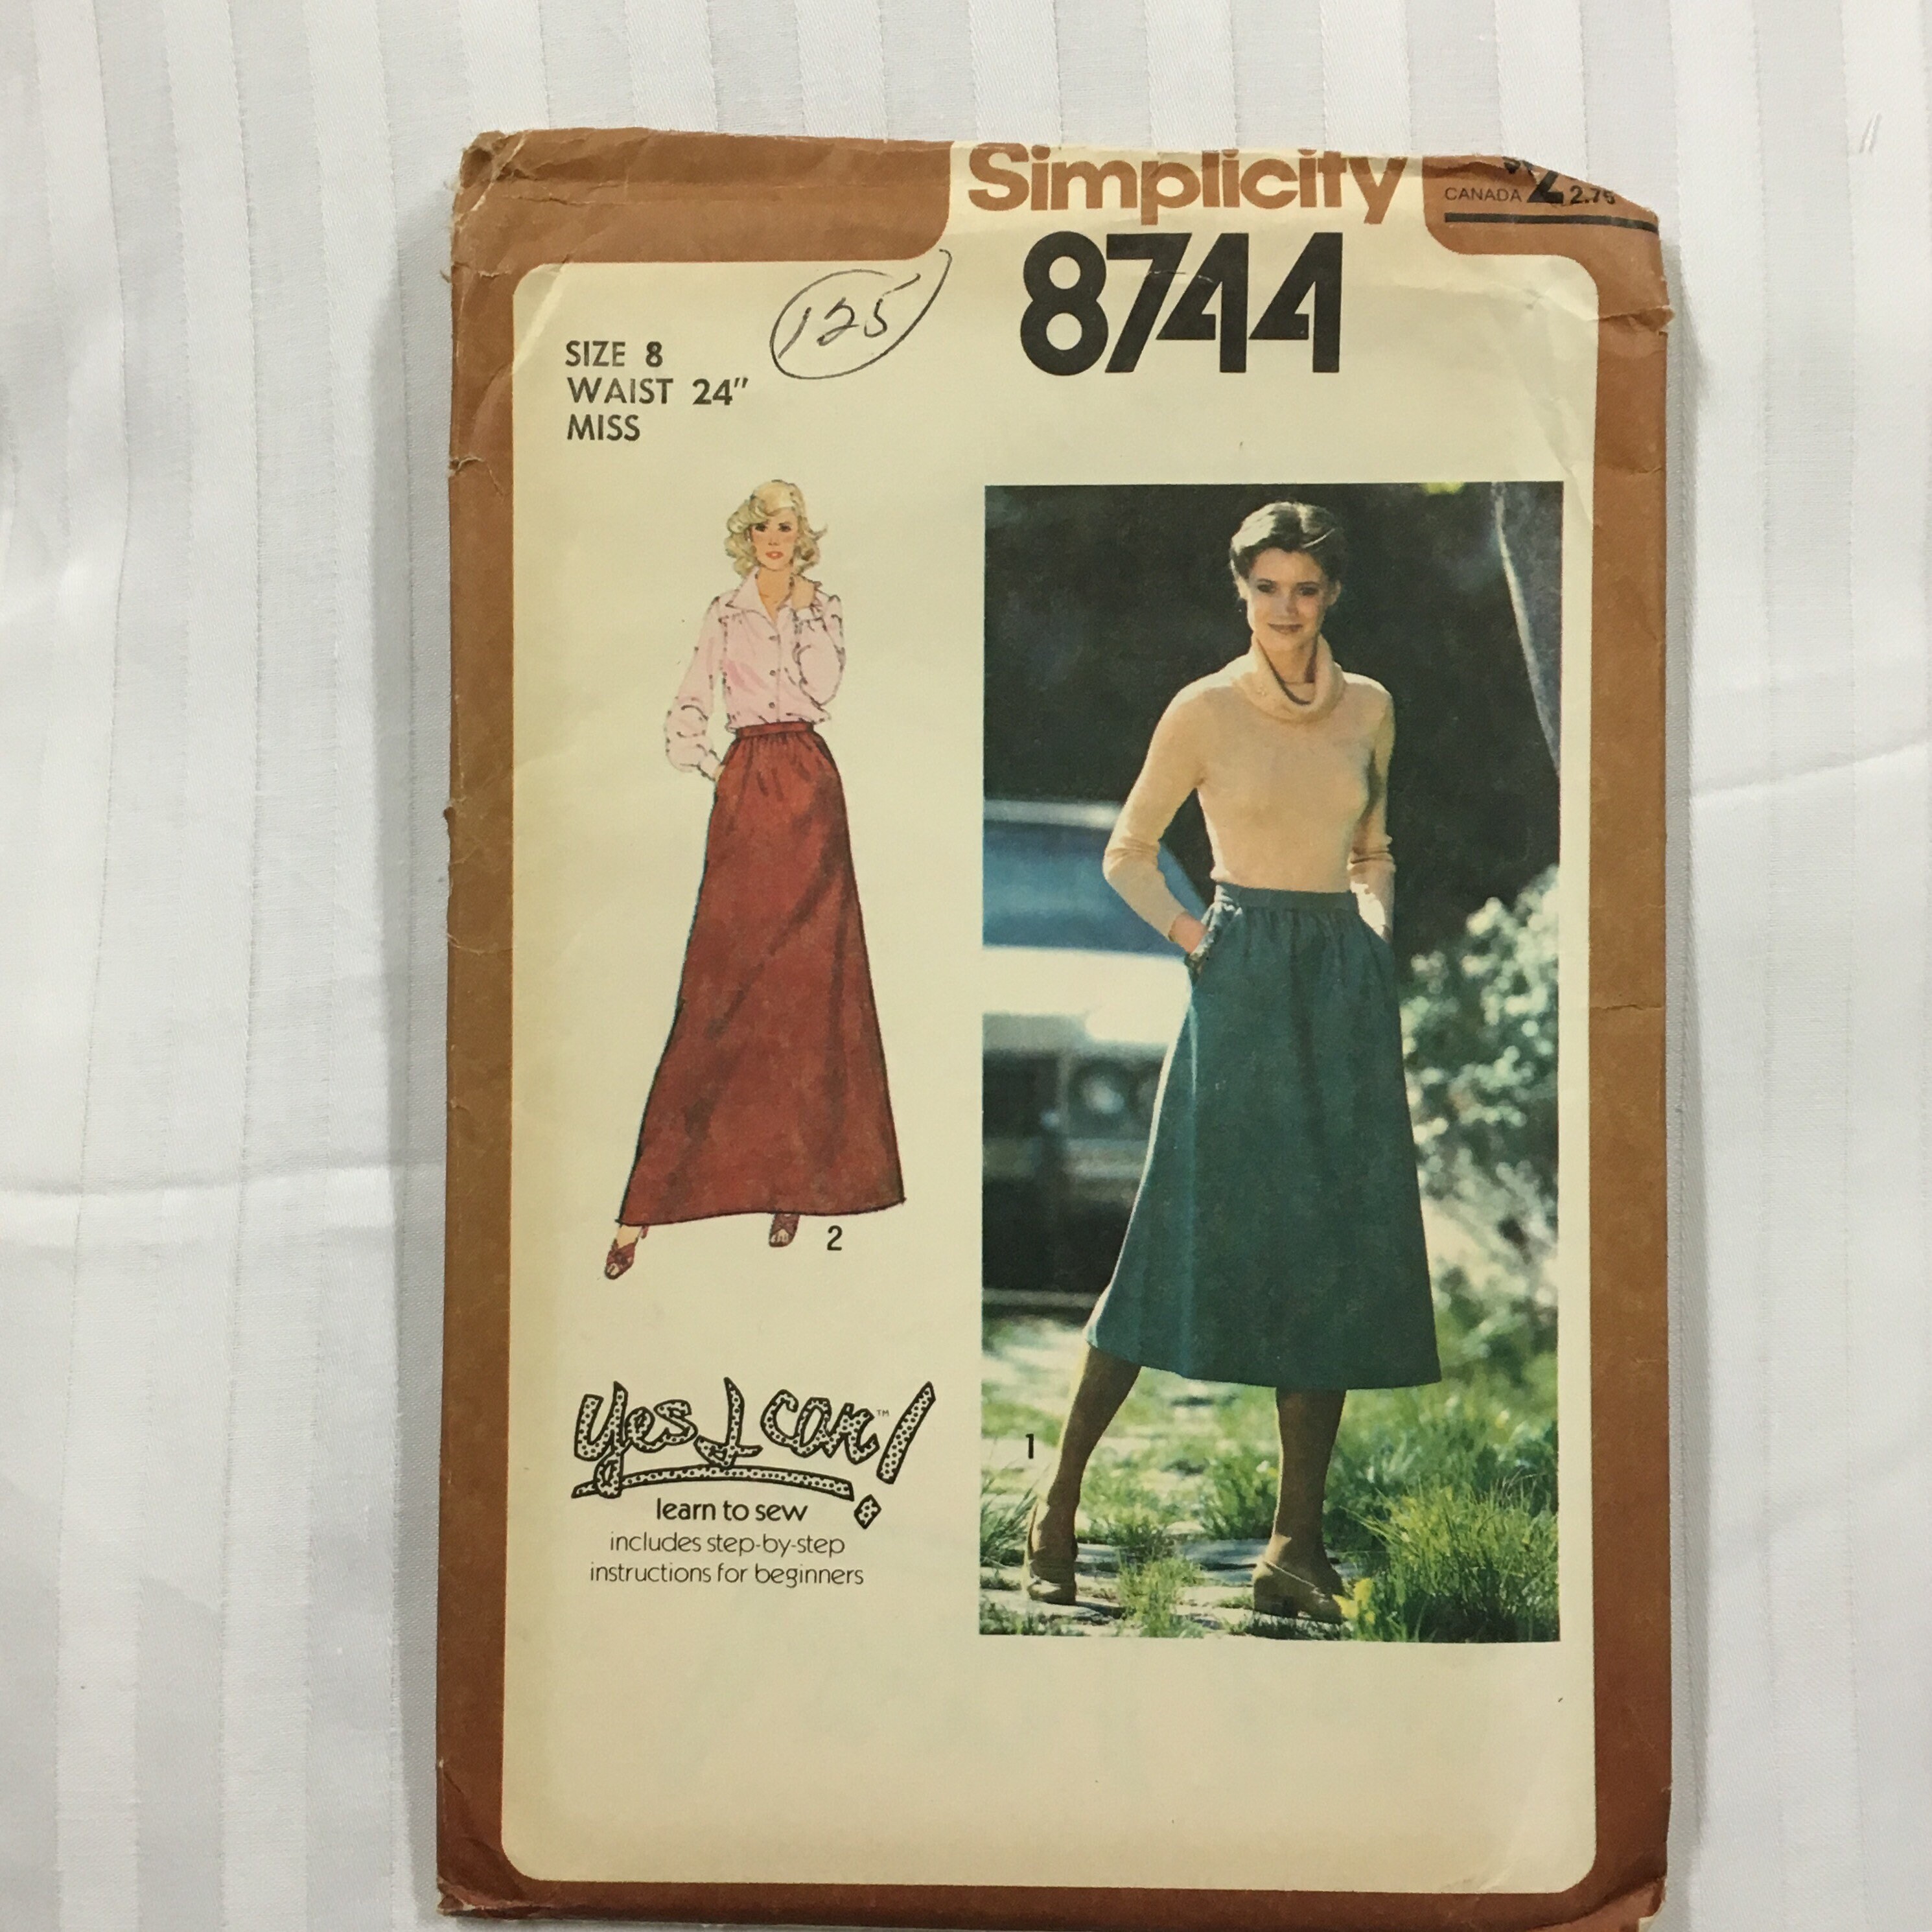 Simplicity
CANADA 2.75
8744
125
SIZE 8
WAIST 24"
MISS
2
1
yes I can!™
learn to sew
includes step-by-step
instructions for beginners